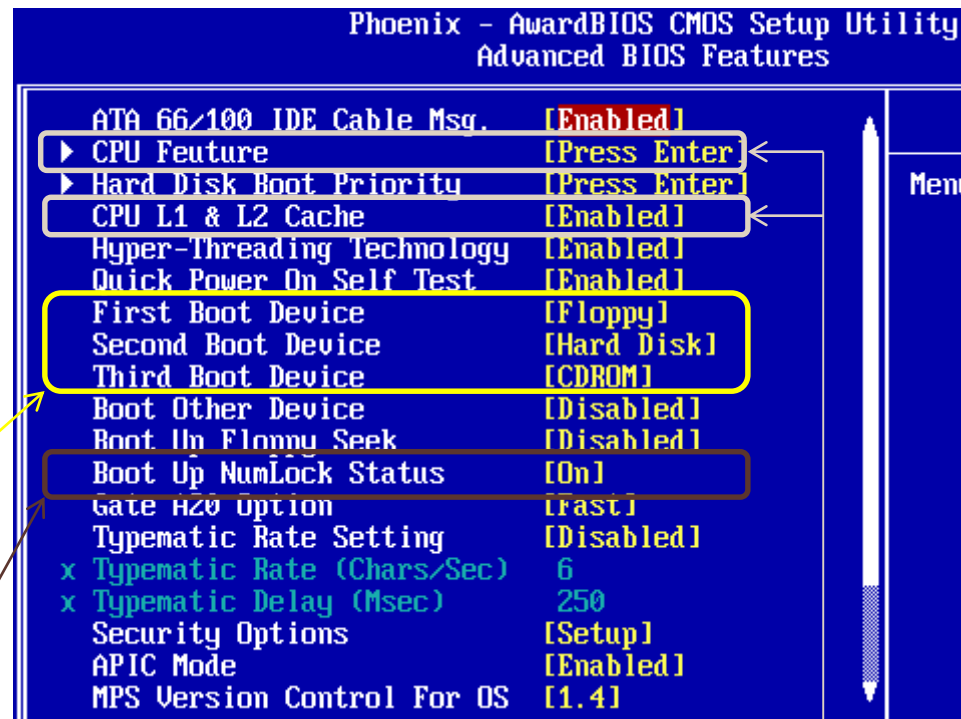 Phoenix - AwardBIOS CMOS Setup Utility
Advanced BIOS Features
ATA 66/100 IDE Cable Msg. [Enabled]
CPU Feuture [Press Enter]
Hard Disk Boot Priority [Press Enter]
Menu
CPU L1 & L2 Cache [Enabled]
Hyper-Threading Technology [Enabled]
Quick Power On Self Test [Enabled]
First Boot Device [Floppy]
Second Boot Device [Hard Disk]
Third Boot Device [CDROM]
Boot Other Device [Disabled]
Boot Up Floppy Seek [Disabled]
Boot Up NumLock Status [On]
Gate A20 Option [Fast]
Typematic Rate Setting [Disabled]
x Typematic Rate (Chars/Sec) 6
x Typematic Delay (Msec) 250
Security Options [Setup]
APIC Mode [Enabled]
MPS Version Control For OS [1.4]